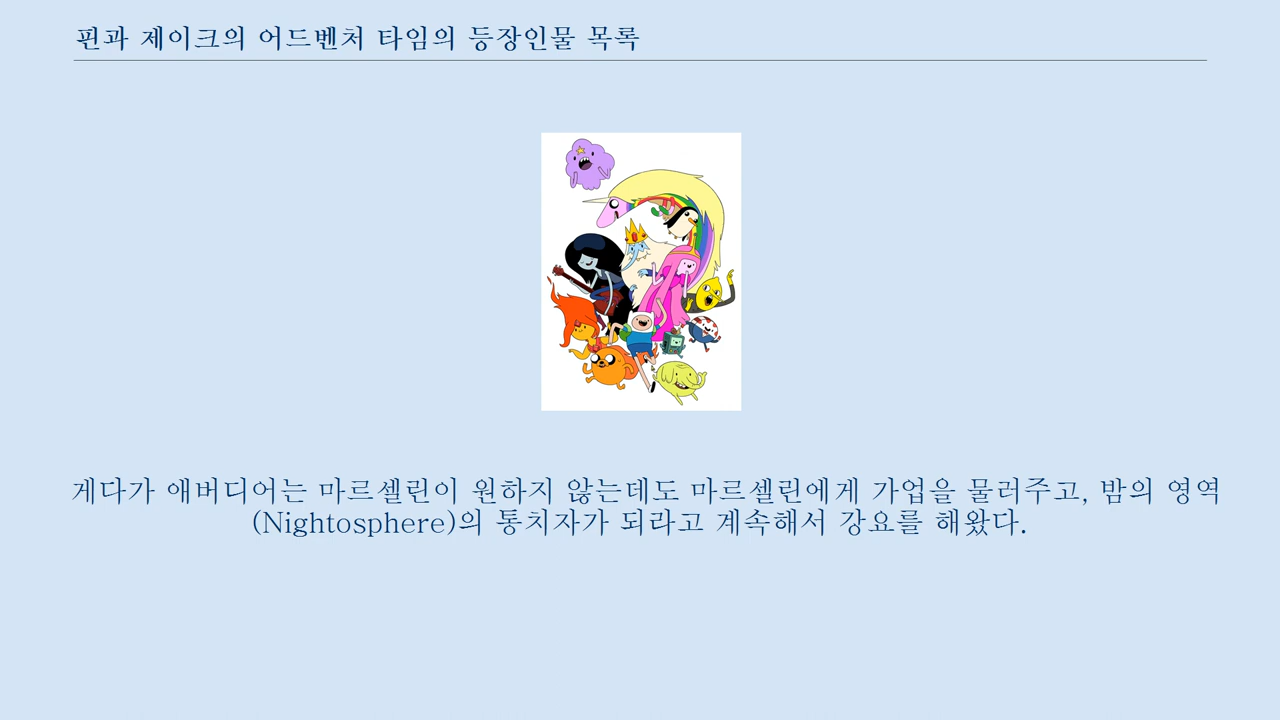 핀과 제이크의 어드벤처 타임의 등장인물 목록
게다가 애버디어는 마르셀린이 원하지 않는데도 마르셀린에게 가업을 물러주고, 밤의 영역
(Nightosphere)의 통치자가 되라고 계속해서 강요를 해왔다.